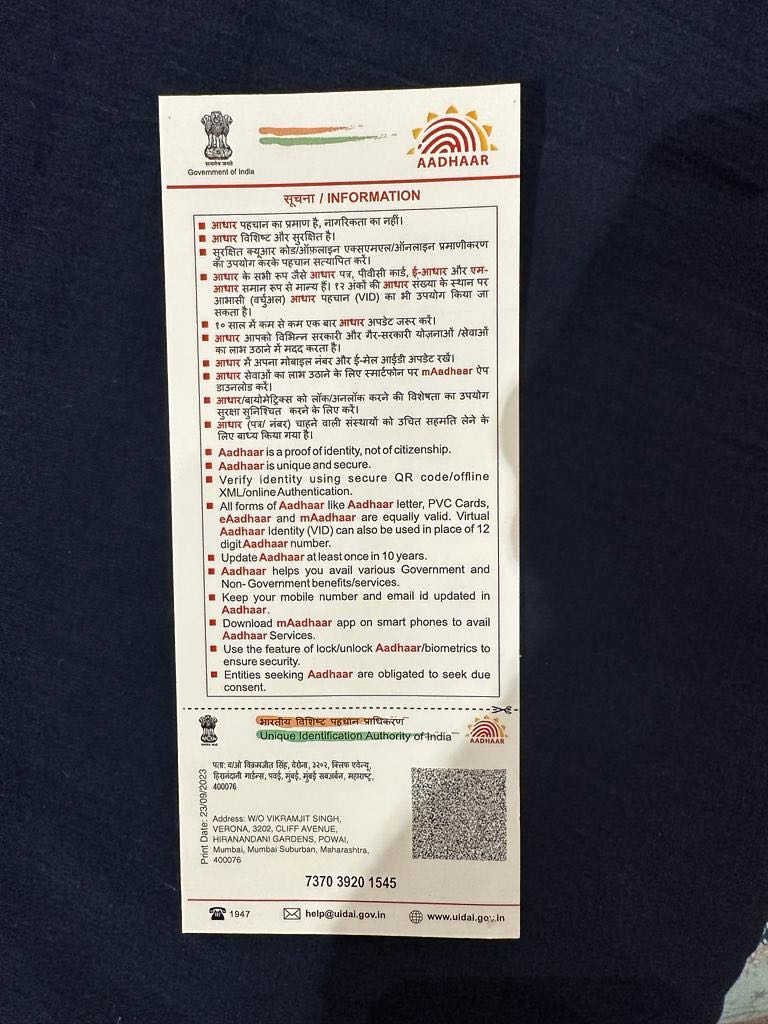 सत्यमेव जयते
Government of India
AADHAAR
सूचना / INFORMATION
■ आधार पहचान का प्रमाण है, नागरिकता का नहीं।
■ आधार विशिष्ट और सुरक्षित है।
■ सुरक्षित क्यूआर कोड/ऑफ़लाइन एक्सएमएल/ऑनलाइन प्रमाणीकरण
का उपयोग करके पहचान सत्यापित करें।
■ आधार के सभी रूप जैसे आधार पत्र, पीवीसी कार्ड, ई-आधार और एम-
आधार समान रूप से मान्य हैं। १२ अंकों की आधार संख्या के स्थान पर
आभासी (वर्चुअल) आधार पहचान (VID) का भी उपयोग किया जा
सकता है।
■ १० साल में कम से कम एक बार आधार अपडेट जरूर करें।
■ आधार आपको विभिन्न सरकारी और गैर-सरकारी योजनाओं /सेवाओं
का लाभ उठाने में मदद करता है।
■ आधार में अपना मोबाइल नंबर और ई-मेल आईडी अपडेट रखें।
■ आधार सेवाओं का लाभ उठाने के लिए स्मार्टफोन पर mAadhaar ऐप
डाउनलोड करें।
■ आधार/बायोमेट्रिक्स को लॉक/अनलॉक करने की विशेषता का उपयोग
सुरक्षा सुनिश्चित करने के लिए करें।
■ आधार (पत्र/ नंबर) चाहने वाली संस्थायों को उचित सहमति लेने के
लिए बाध्य किया गया है।
■ Aadhaar is a proof of identity, not of citizenship.
■ Aadhaar is unique and secure.
■ Verify identity using secure QR code/offline
XML/online Authentication.
■ All forms of Aadhaar like Aadhaar letter, PVC Cards,
eAadhaar and mAadhaar are equally valid. Virtual
Aadhaar Identity (VID) can also be used in place of 12
digit Aadhaar number.
■ Update Aadhaar at least once in 10 years.
■ Aadhaar helps you avail various Government and
Non- Government benefits/services.
■ Keep your mobile number and email id updated in
Aadhaar.
■ Download mAadhaar app on smart phones to avail
Aadhaar Services.
■ Use the feature of lock/unlock Aadhaar/biometrics to
ensure security.
■ Entities seeking Aadhaar are obligated to seek due
consent.
भारतीय विशिष्ट पहचान प्राधिकरण
Unique Identification Authority of India
AADHAAR
Print Date: 23/09/2023
पता: व/ओ विक्रमजीत सिंह, वेरोना, ३२०२, क्लिफ एवेन्यू,
हिरानंदानी गार्डन्स, पवई, मुंबई, मुंबई सबअर्बन, महाराष्ट्र,
400076
Address: W/O VIKRAMJIT SINGH,
VERONA, 3202, CLIFF AVENUE,
HIRANANDANI GARDENS, POWAI,
Mumbai, Mumbai Suburban, Maharashtra,
400076
7370 3920 1545
1947
help@uidai.gov.in
www.uidai.gov.in